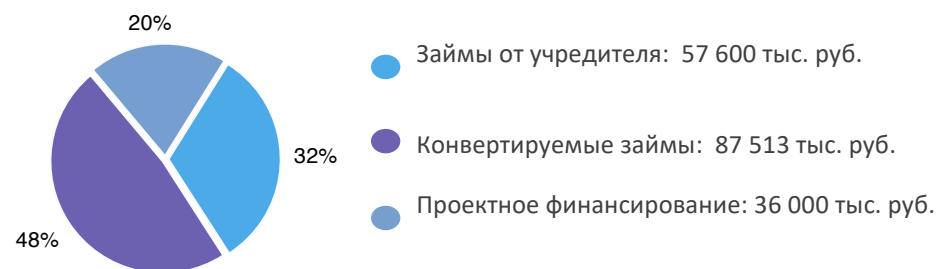 20%
Займы от учредителя: 57 600 тыс. руб.
32%
Конвертируемые займы: 87 513 тыс. руб.
Проектное финансирование: 36 000 тыс. руб.
48%